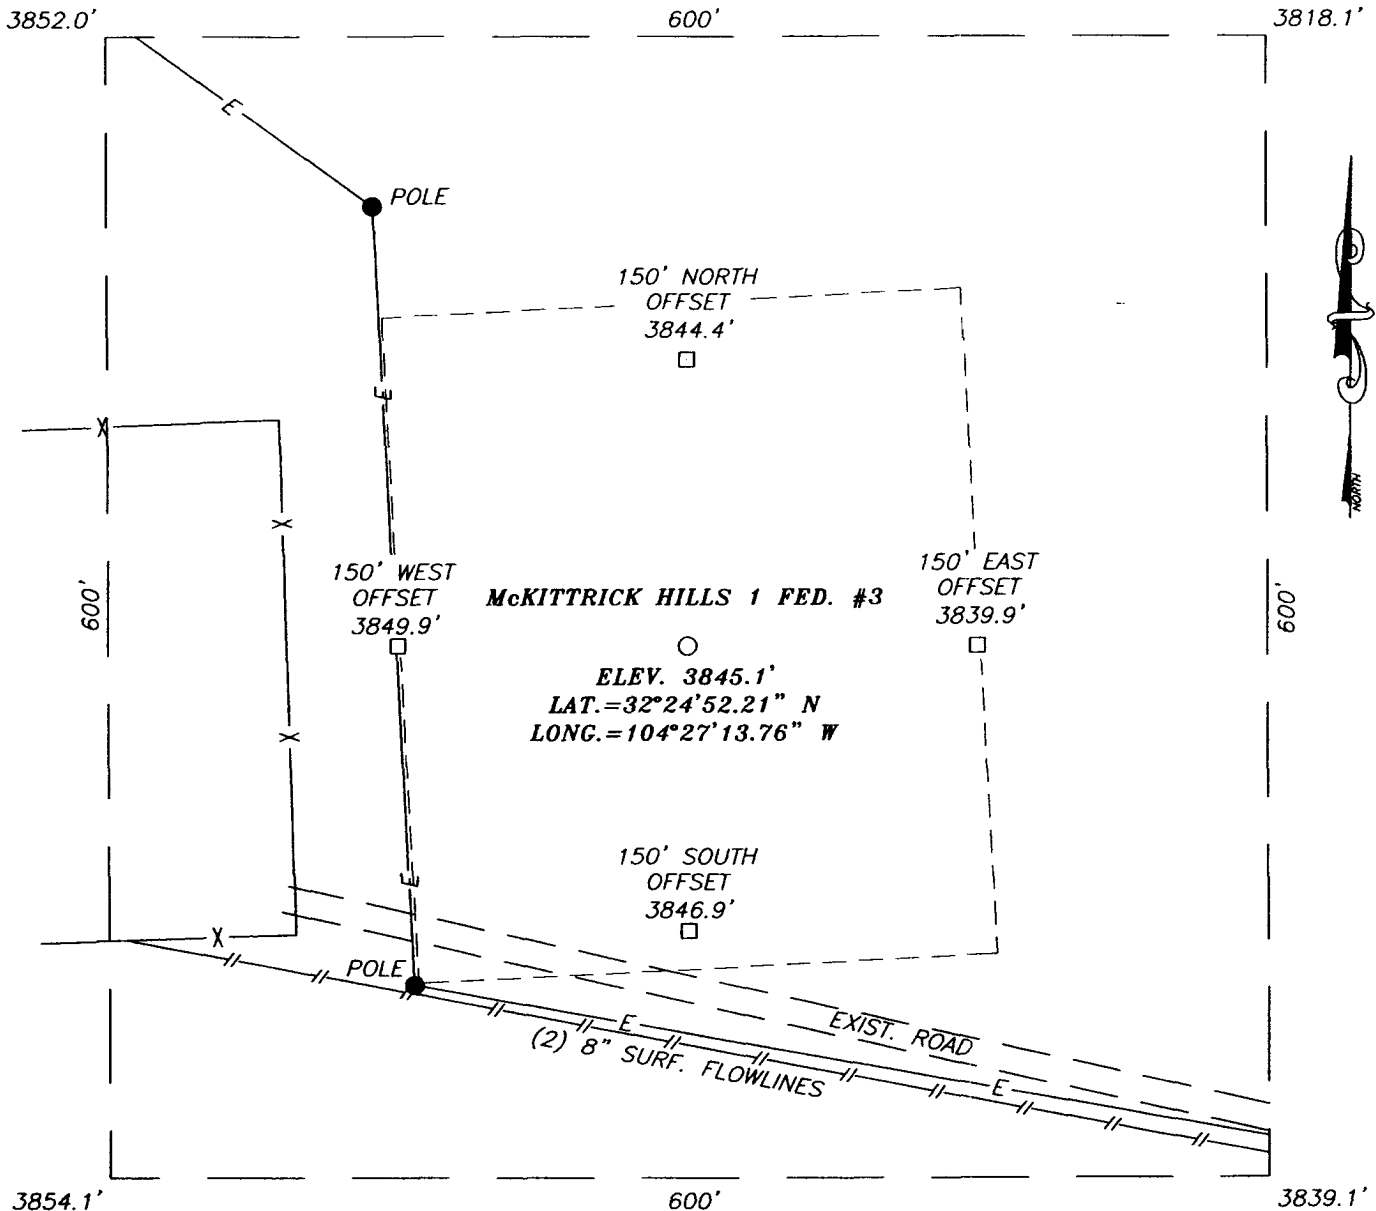 3852.0'
600'
3818.1'
E
POLE
150' NORTH
OFFSET
3844.4'
E
X
X
NORTH
150' WEST
OFFSET
3849.9'
McKITTRICK HILLS 1 FED. #3
150' EAST
OFFSET
3839.9'
600'
600'
ELEV. 3845.1'
LAT.=32°24'52.21" N
LONG.=104°27'13.76" W
X
150' SOUTH
OFFSET
3846.9'
E
X
POLE
E
EXIST. ROAD
(2) 8" SURF. FLOWLINES
E
3854.1'
600'
3839.1'